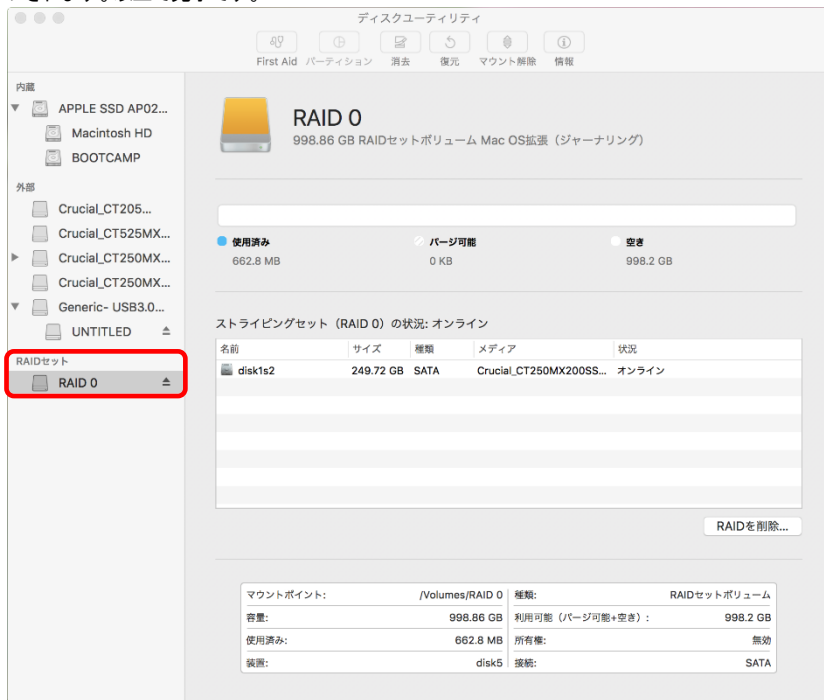 ディスクユーティリティ
First Aid パーティション 消去 復元 マウント解除 情報
内蔵
APPLE SSD AP02...
Macintosh HD
BOOTCAMP
外部
Crucial_CT205...
Crucial_CT525MX...
Crucial_CT250MX...
Crucial_CT250MX...
Generic- USB3.0...
UNTITLED
RAIDセット
RAID 0
RAID 0
998.86 GB RAIDセットボリューム Mac OS拡張（ジャーナリング）
使用済み パージ可能 空き
662.8 MB 0 KB 998.2 GB
ストライピングセット（RAID 0）の状況: オンライン
名前 サイズ 種類 メディア 状況
disk1s2 249.72 GB SATA Crucial_CT250MX200SS... オンライン
RAIDを削除...
マウントポイント: /Volumes/RAID 0 種類: RAIDセットボリューム
容量: 998.86 GB 利用可能（パージ可能+空き）: 998.2 GB
使用済み: 662.8 MB 所有権: 無効
装置: disk5 接続: SATA